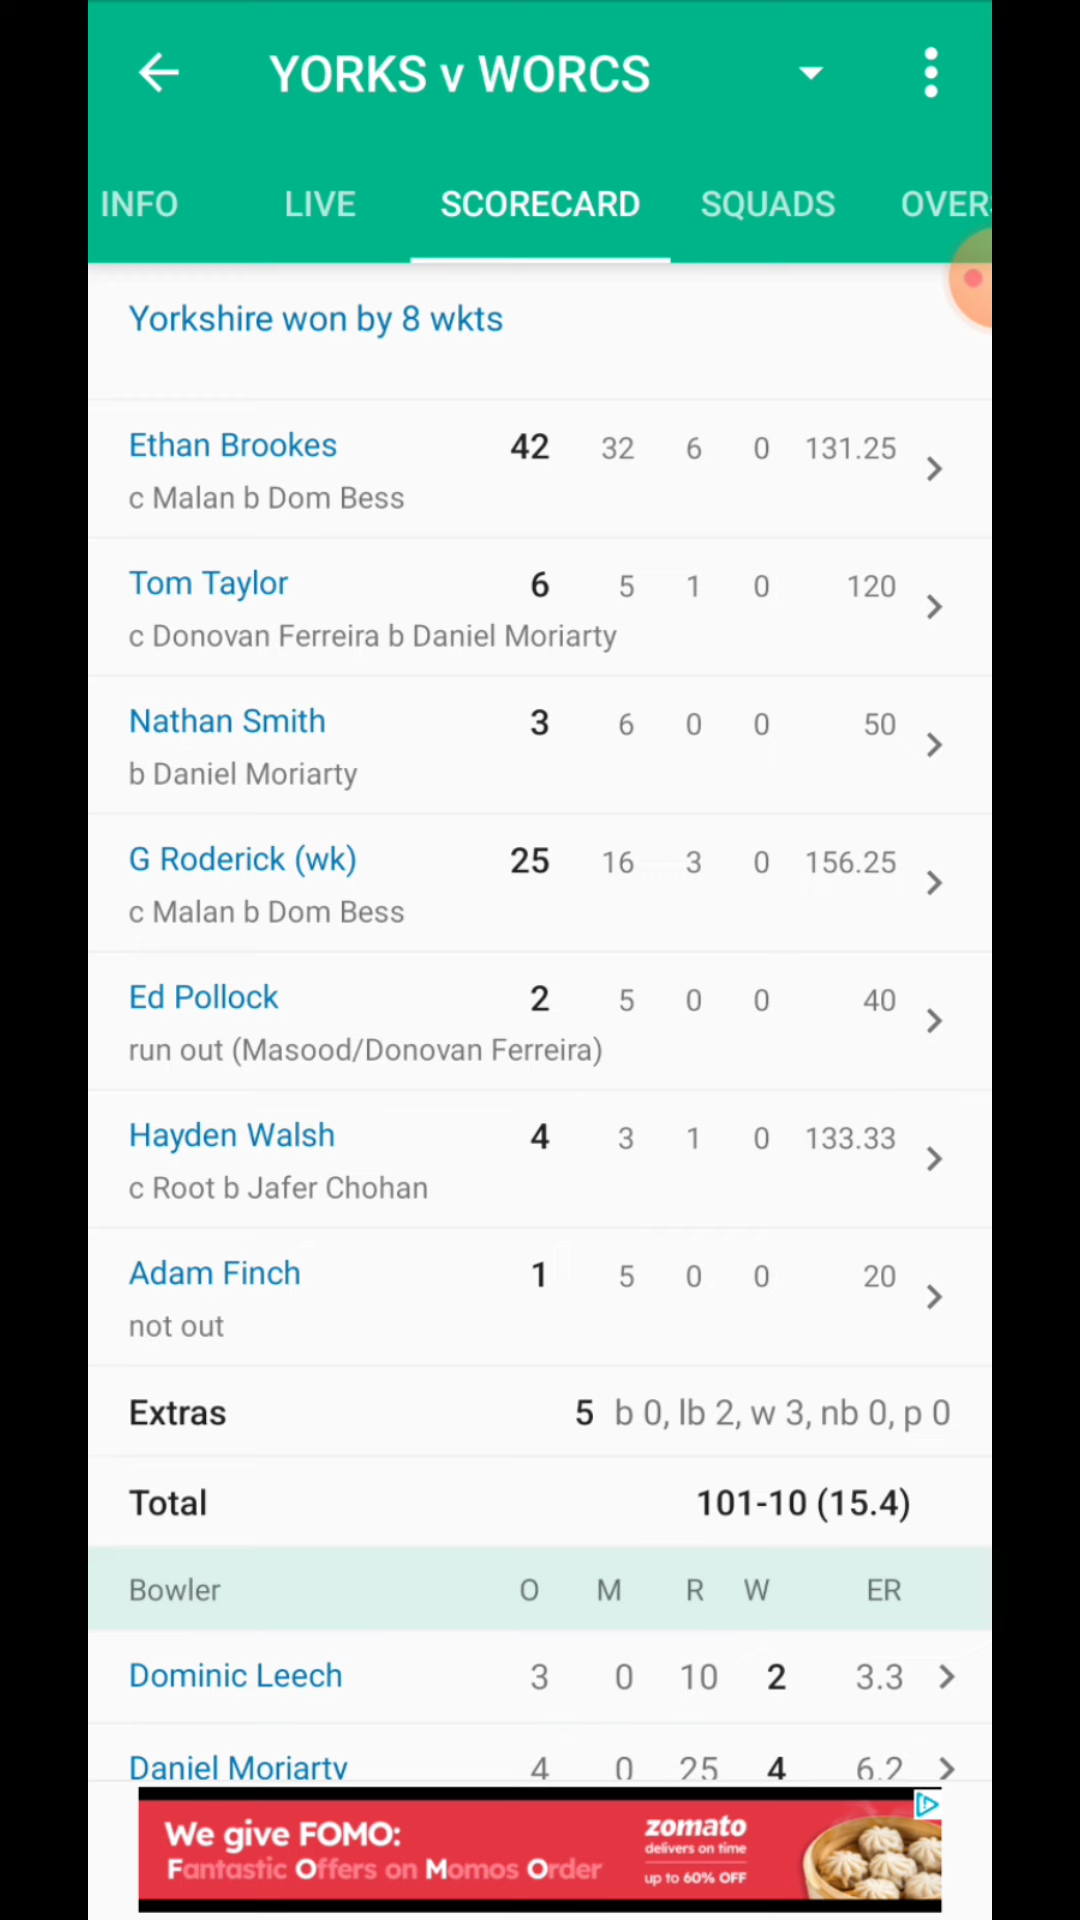 YORKS v WORCS
INFO LIVE SCORECARD SQUADS OVER
Yorkshire won by 8 wkts
Ethan Brookes 42 32 6 0 131.25
c Malan b Dom Bess
Tom Taylor 6 5 1 0 120
c Donovan Ferreira b Daniel Moriarty
Nathan Smith 3 6 0 0 50
b Daniel Moriarty
G Roderick (wk) 25 16 3 0 156.25
c Malan b Dom Bess
Ed Pollock 2 5 0 0 40
run out (Masood/Donovan Ferreira)
Hayden Walsh 4 3 1 0 133.33
c Root b Jafer Chohan
Adam Finch 1 5 0 0 20
not out
Extras 5 b 0, lb 2, w 3, nb 0, p 0
Total 101-10 (15.4)
Bowler O M R W ER
Dominic Leech 3 0 10 2 3.3
Daniel Moriarty 4 0 25 4 6.2
We give FOMO:
Fantastic Offers on Momos Order
zomato
delivers on time
up to 60% OFF